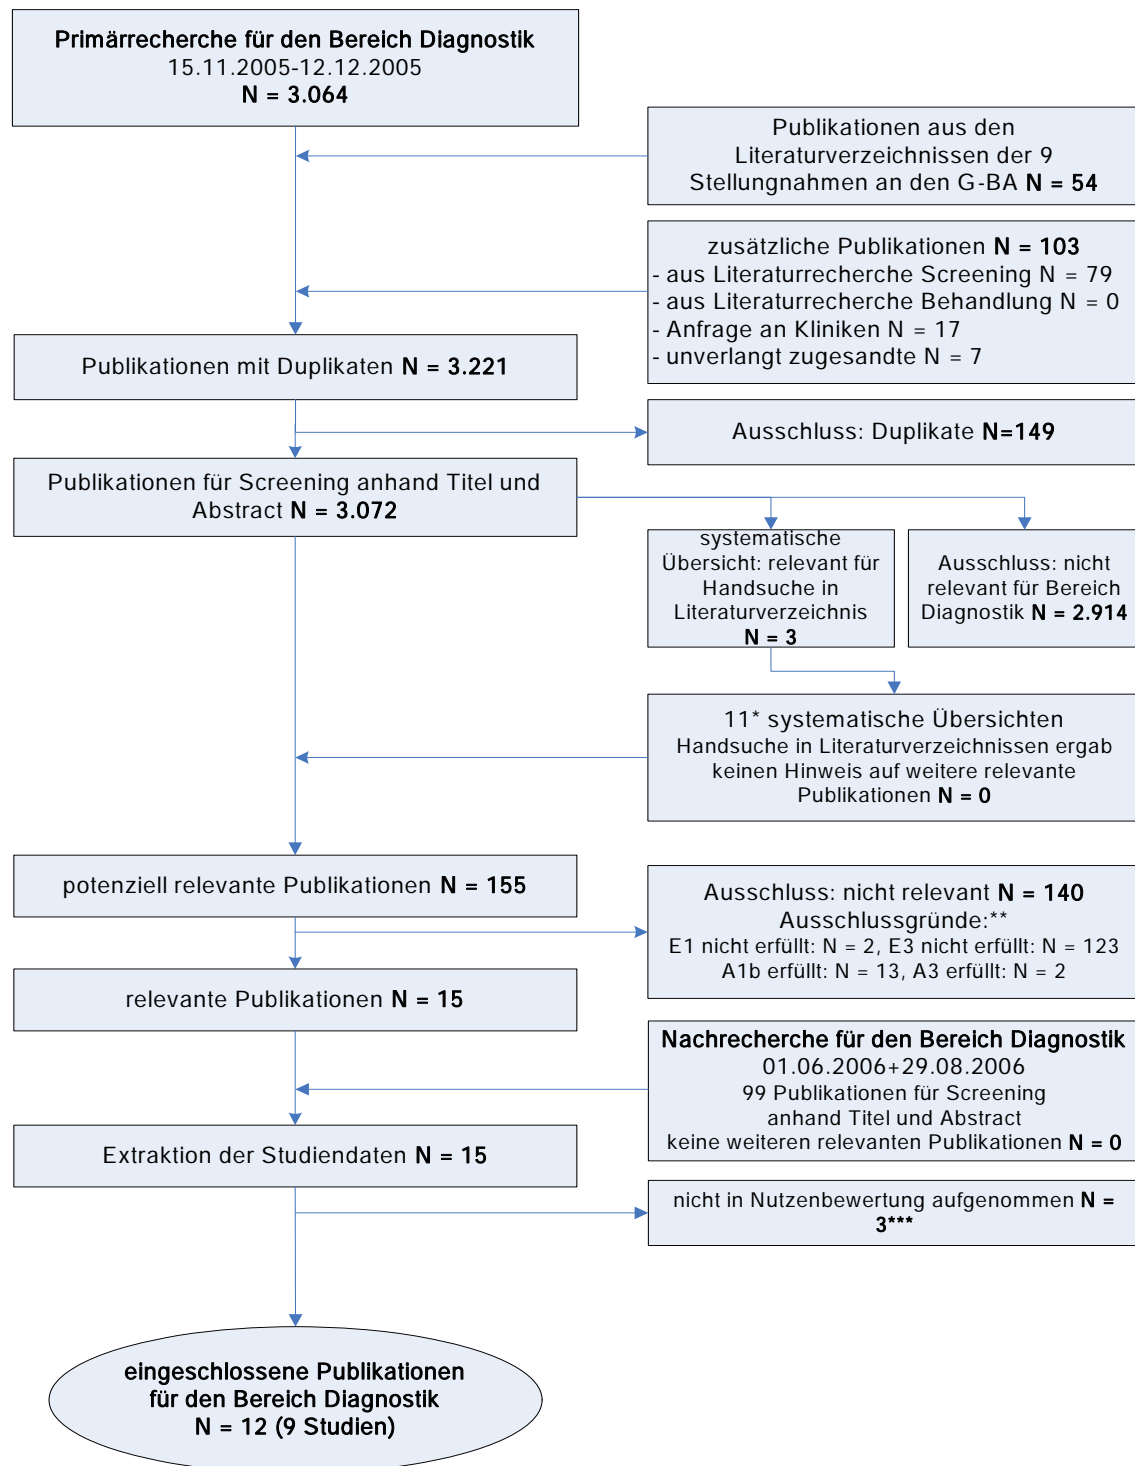 Primärrecherche für den Bereich Diagnostik
15.11.2005-12.12.2005
N = 3.064
Publikationen aus den
Literaturverzeichnissen der 9
Stellungnahmen an den G-BA N = 54
zusätzliche Publikationen N = 103
- aus Literaturrecherche Screening N = 79
- aus Literaturrecherche Behandlung N = 0
- Anfrage an Kliniken N = 17
- unverlangt zugesandte N = 7
Publikationen mit Duplikaten N = 3.221
Ausschluss: Duplikate N=149
Publikationen für Screening anhand Titel und
Abstract N = 3.072
systematische
Übersicht: relevant für
Handsuche in
Literaturverzeichnis
N = 3
Ausschluss: nicht
relevant für Bereich
Diagnostik N = 2.914
11* systematische Übersichten
Handsuche in Literaturverzeichnissen ergab
keinen Hinweis auf weitere relevante
Publikationen N = 0
potenziell relevante Publikationen N = 155
Ausschluss: nicht relevant N = 140
Ausschlussgründe:**
E1 nicht erfüllt: N = 2, E3 nicht erfüllt: N = 123
A1b erfüllt: N = 13, A3 erfüllt: N = 2
relevante Publikationen N = 15
Nachrecherche für den Bereich Diagnostik
01.06.2006+29.08.2006
99 Publikationen für Screening
anhand Titel und Abstract
keine weiteren relevanten Publikationen N = 0
Extraktion der Studiendaten N = 15
nicht in Nutzenbewertung aufgenommen N =
3***
eingeschlossene Publikationen
für den Bereich Diagnostik
N = 12 (9 Studien)